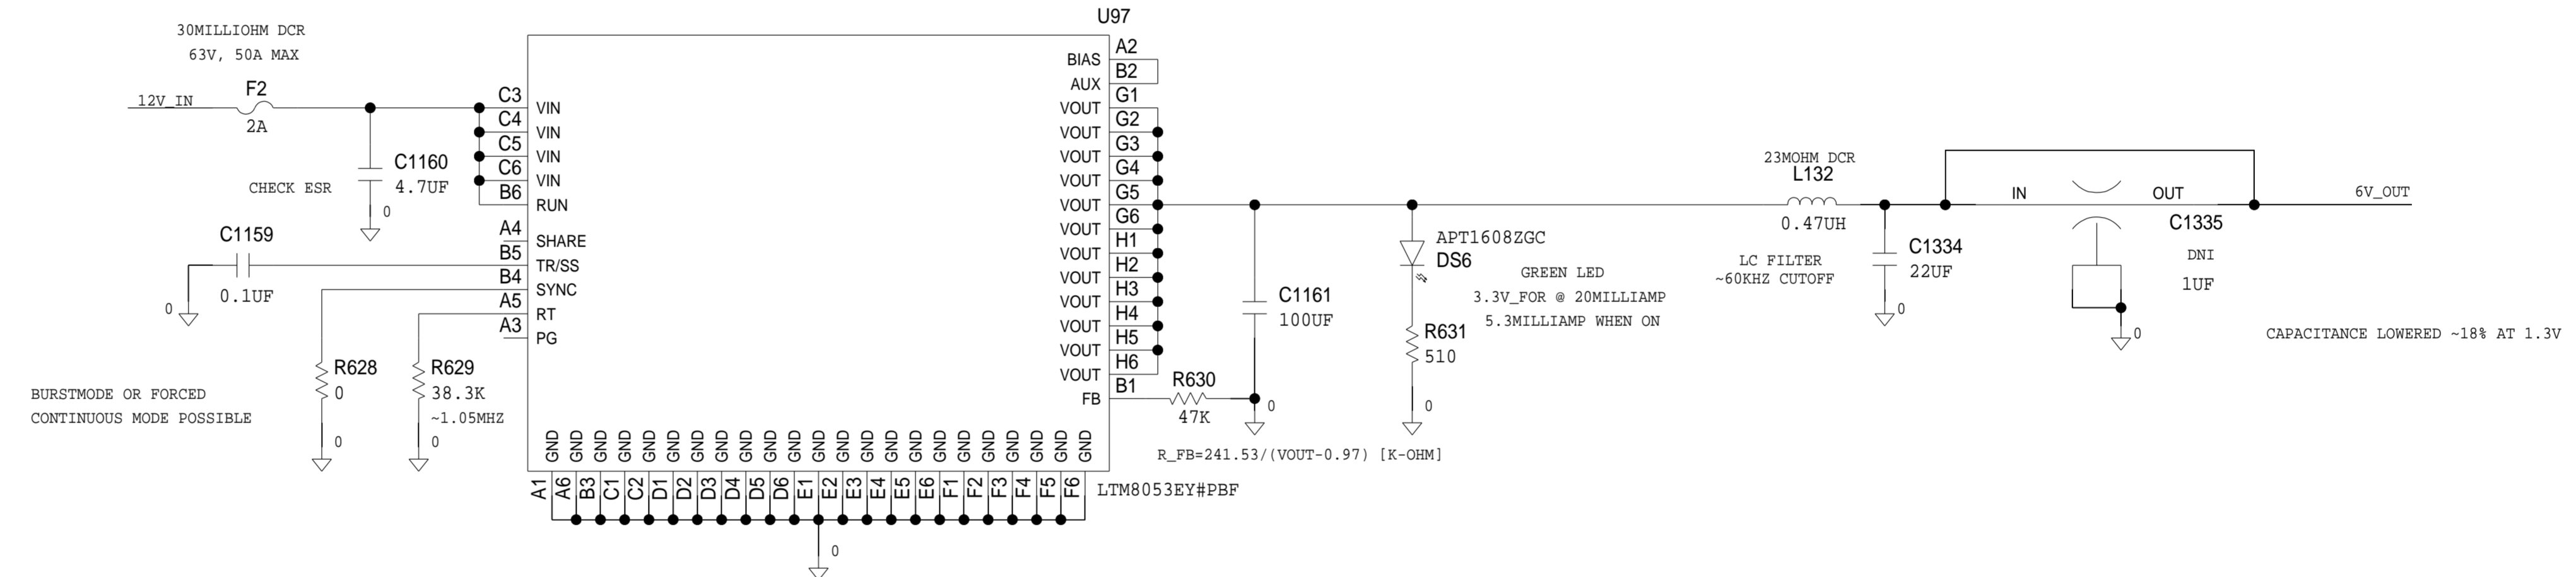 U97
30MILLIOHM DCR
63V, 50A MAX
F2
12V_IN
2A
C1160
4.7UF
CHECK ESR
0
C1159
0.1UF
0
R628
0
0
R629
38.3K
~1.05MHZ
0
BURSTMODE OR FORCED
CONTINUOUS MODE POSSIBLE
C3 VIN
C4 VIN
C5 VIN
C6 VIN
B6 RUN
A4 SHARE
B5 TR/SS
B4 SYNC
A5 RT
A3 PG
BIAS A2
AUX B2
VOUT G1
VOUT G2
VOUT G3
VOUT G4
VOUT G5
VOUT G6
VOUT H1
VOUT H2
VOUT H3
VOUT H4
VOUT H5
VOUT H6
FB B1
GND GND GND GND GND GND GND GND GND GND GND GND GND GND GND GND GND GND GND GND GND GND GND
A1 A6 B3 C1 C2 D1 D2 D3 D4 D5 D6 E1 E2 E3 E4 E5 E6 F1 F2 F3 F4 F5 F6
LTM8053EY#PBF
0
R630
47K
0
R_FB=241.53/(VOUT-0.97) [K-OHM]
C1161
100UF
APT1608ZGC
DS6
GREEN LED
3.3V_FOR @ 20MILLIAMP
5.3MILLIAMP WHEN ON
R631
510
0
23MOHM DCR
L132
0.47UH
LC FILTER
~60KHZ CUTOFF
C1334
22UF
0
IN
OUT
C1335
DNI
1UF
0
6V_OUT
CAPACITANCE LOWERED ~18% AT 1.3V